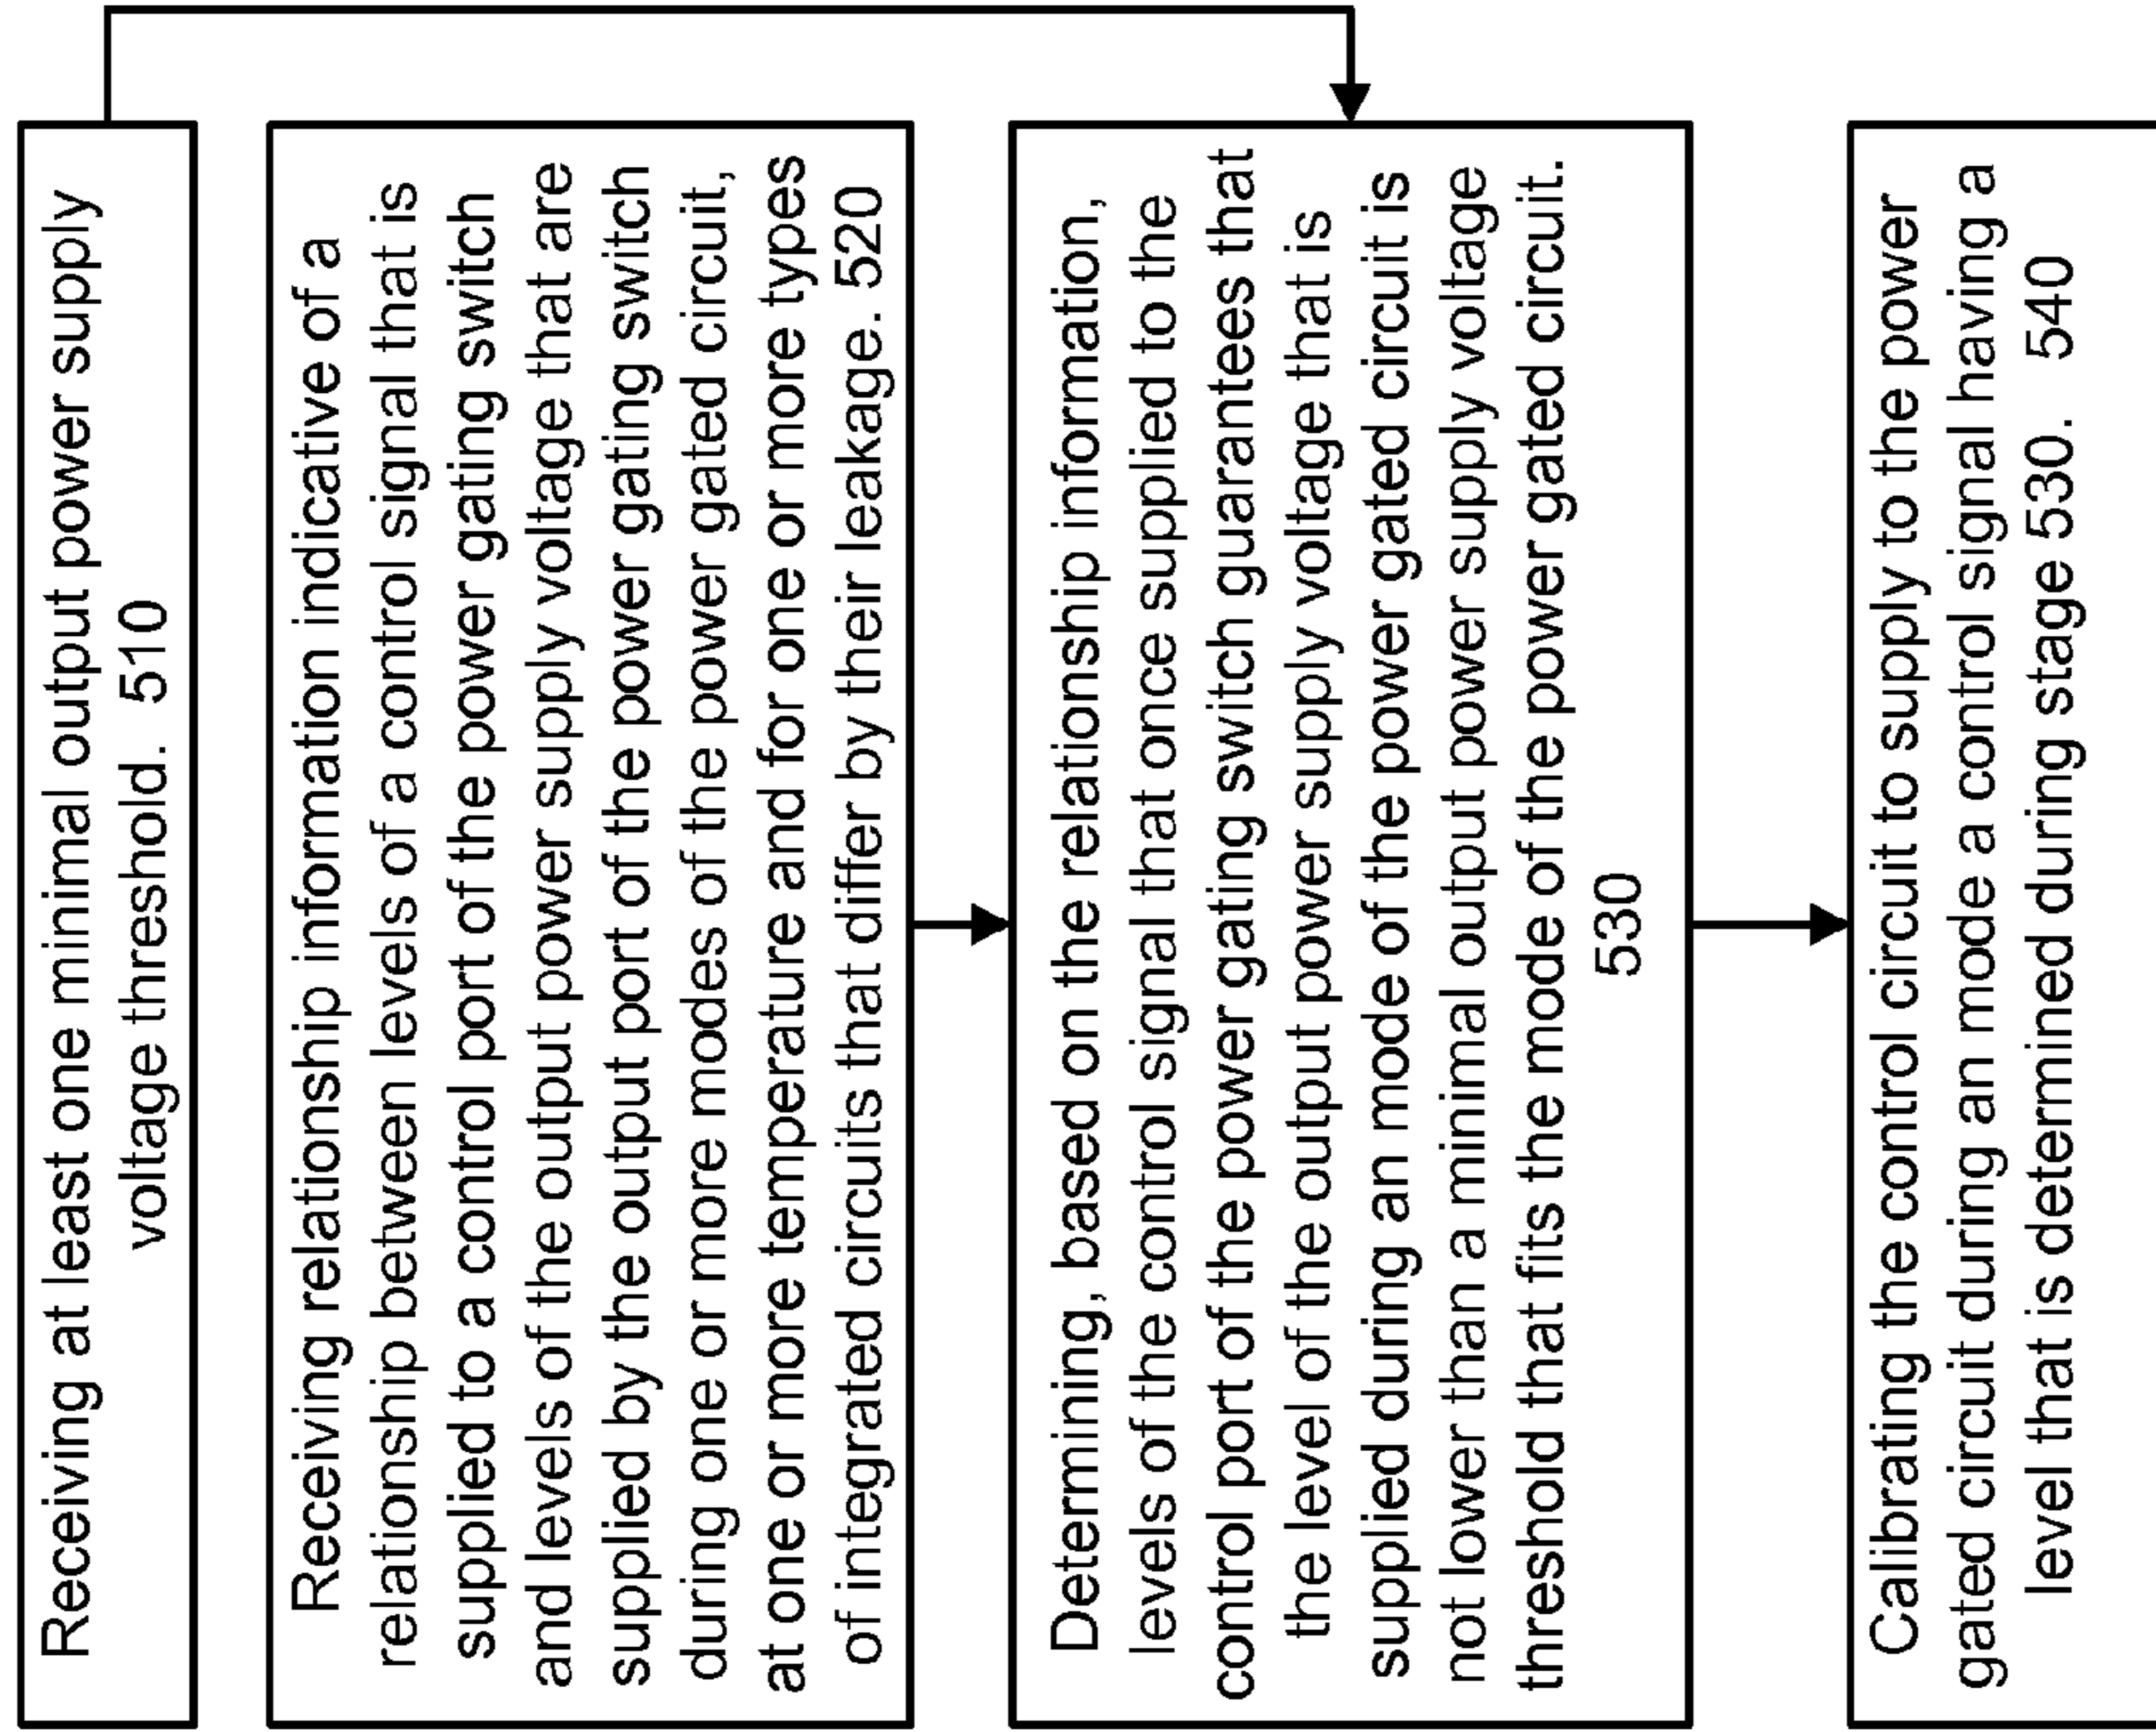 Receiving at least one minimal output power supply
voltage threshold. 510
Receiving relationship information indicative of a
relationship between levels of a control signal that is
supplied to a control port of the power gating switch
and levels of the output power supply voltage that are
supplied by the output port of the power gating switch
during one or more modes of the power gated circuit,
at one or more temperature and for one or more types
of integrated circuits that differ by their leakage. 520
Determining, based on the relationship information,
levels of the control signal that once supplied to the
control port of the power gating switch guarantees that
the level of the output power supply voltage that is
supplied during an mode of the power gated circuit is
not lower than a minimal output power supply voltage
threshold that fits the mode of the power gated circuit.
530
Calibrating the control circuit to supply to the power
gated circuit during an mode a control signal having a
level that is determined during stage 530. 540